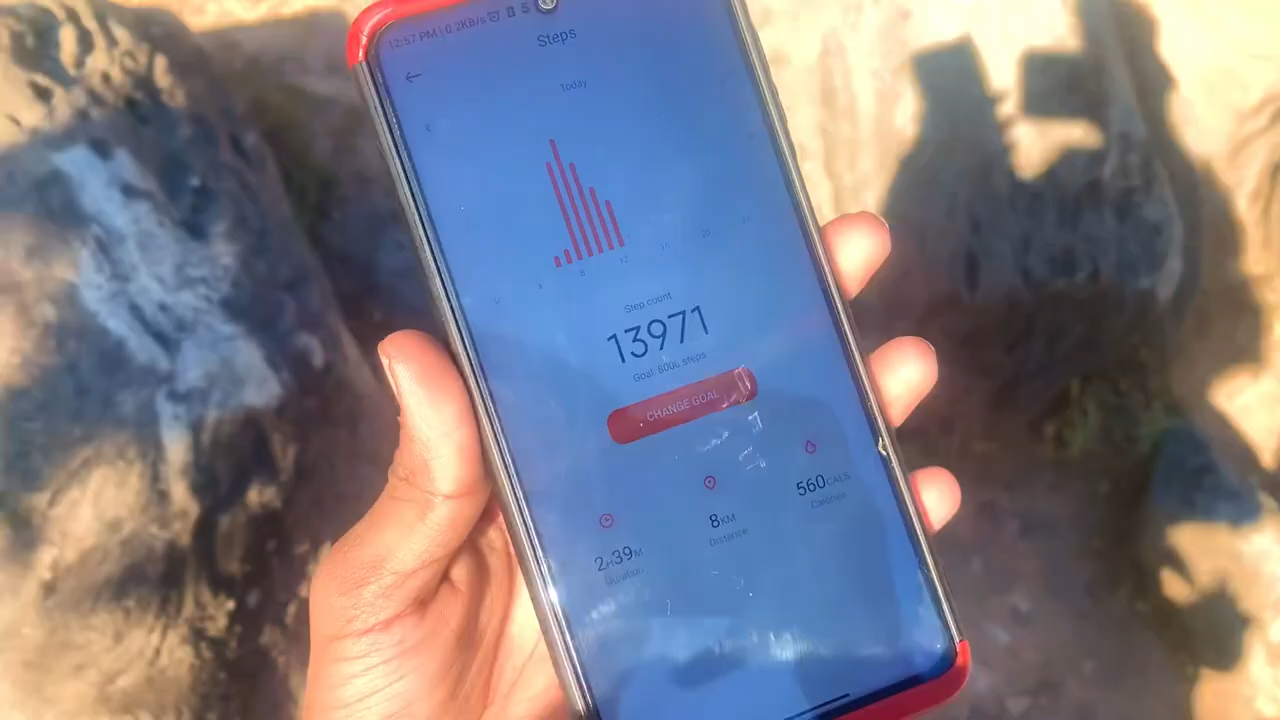 12:57 PM | 0.2KB/s
Steps
Today
8 12 16 20
Step count
13971
Goal: 8000 steps
CHANGE GOAL
2H39M
Duration
8KM
Distance
560CALS
Calories